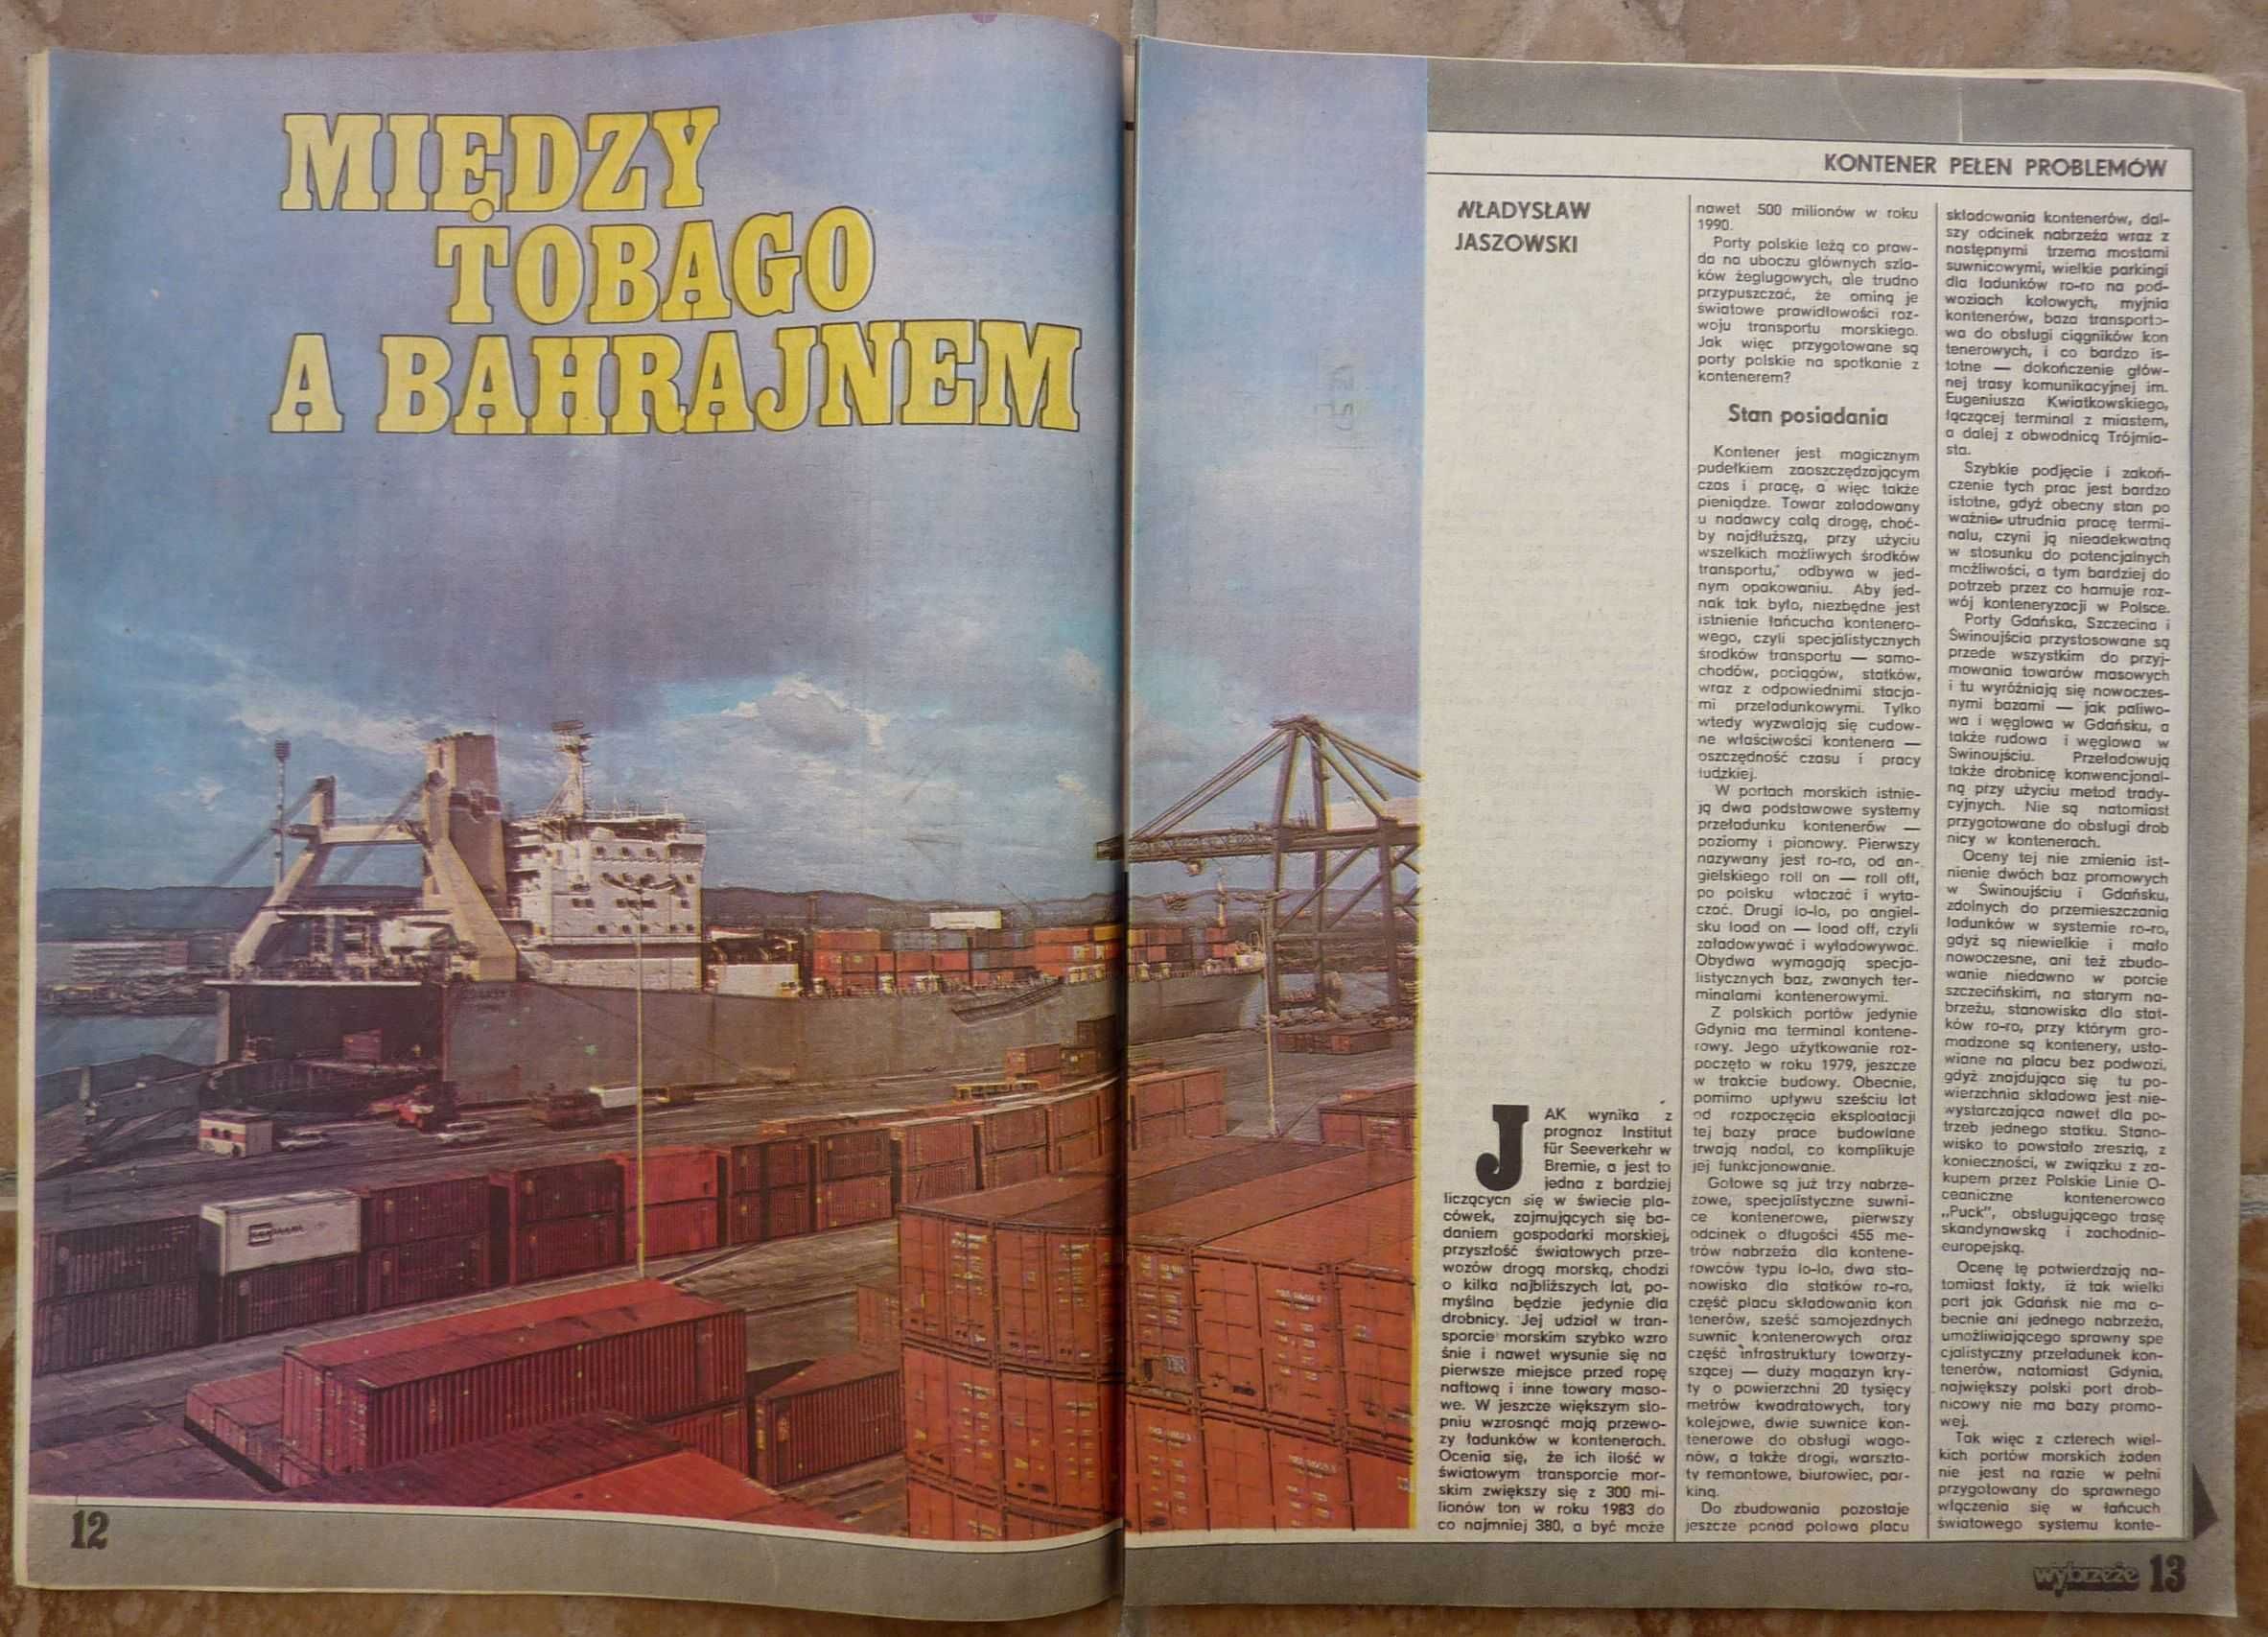 MIĘDZY
TOBAGO
A BAHRAJNEM
12
KONTENER PEŁEN PROBLEMÓW
WŁADYSŁAW
JASZOWSKI
JAK wynika z
prognoz Institut
für Seeverkehr w
Bremie, a jest to
jedna z bardziej
liczących się w świecie pla-
cówek, zajmujących się ba-
daniem gospodarki morskiej,
przyszłość światowych prze-
wozów drogą morską, chodzi
o kilka najbliższych lat, po-
myślna będzie jedynie dla
drobnicy. Jej udział w tran-
sporcie morskim szybko wzro
śnie i nawet wysunie się na
pierwsze miejsce przed ropę
naftową i inne towary maso-
we. W jeszcze większym sto-
pniu wzrosnąć mają przewo-
zy ładunków w kontenerach.
Ocenia się, że ich ilość w
światowym transporcie mor-
skim zwiększy się z 300 mi-
lionów ton w roku 1983 do
co najmniej 380, a być może
nawet 500 milionów w roku
1990.
Porty polskie leżą co praw-
da na uboczu głównych szla-
ków żeglugowych, ale trudno
przypuszczać, że ominą je
światowe prawidłowości roz-
woju transportu morskiego.
Jak więc przygotowane są
porty polskie na spotkanie z
kontenerem?
Stan posiadania
Kontener jest magicznym
pudełkiem zaoszczędzającym
czas i pracę, a więc także
pieniądze. Towar załadowany
u nadawcy całą drogę, choć-
by najdłuższą, przy użyciu
wszelkich możliwych środków
transportu, odbywa w jed-
nym opakowaniu. Aby jed-
nak tak było, niezbędne jest
istnienie łańcucha kontenero-
wego, czyli specjalistycznych
środków transportu — samo-
chodów, pociągów, statków,
wraz z odpowiednimi stacja-
mi przeładunkowymi. Tylko
wtedy wyzwalają się cudow-
ne właściwości kontenera —
oszczędność czasu i pracy
ludzkiej.
W portach morskich istnie-
ją dwa podstawowe systemy
przeładunku kontenerów —
poziomy i pionowy. Pierwszy
nazywany jest ro-ro, od an-
gielskiego roll on — roll off,
po polsku wtaczać i wyta-
czać. Drugi lo-lo, po angiel-
sku load on — load off, czyli
załadowywać i wyładowywać.
Obydwa wymagają specja-
listycznych baz, zwanych ter-
minalami kontenerowymi.
Z polskich portów jedynie
Gdynia ma terminal kontene-
rowy. Jego użytkowanie roz-
poczęto w roku 1979, jeszcze
w trakcie budowy. Obecnie,
pomimo upływu sześciu lat
od rozpoczęcia eksploatacji
tej bazy prace budowlane
trwają nadal, co komplikuje
jej funkcjonowanie.
Gotowe są już trzy nabrze-
żowe, specjalistyczne suwni-
ce kontenerowe, pierwszy
odcinek o długości 455 me-
trów nabrzeża dla kontene-
rowców typu lo-lo, dwa sta-
nowiska dla statków ro-ro,
część placu składowania kon
tenerów, sześć samojezdnych
suwnic kontenerowych oraz
część infrastruktury towarzy-
szącej — duży magazyn kry-
ty o powierzchni 20 tysięcy
metrów kwadratowych, tory
kolejowe, dwie suwnice kon-
tenerowe do obsługi wago-
nów, a także drogi, warszta-
ty remontowe, biurowiec, par-
king.
Do zbudowania pozostaje
jeszcze ponad połowa placu
składowania kontenerów, dal-
szy odcinek nabrzeża wraz z
następnymi trzema mostami
suwnicowymi, wielkie parkingi
dla ładunków ro-ro na pod-
woziach kołowych, myjnia
kontenerów, baza transporto-
wa do obsługi ciągników kon
tenerowych, i co bardzo is-
totne — dokończenie głów-
nej trasy komunikacyjnej im.
Eugeniusza Kwiatkowskiego,
łączącej terminal z miastem,
a dalej z obwodnicą Trójmia-
sta.
Szybkie podjęcie i zakoń-
czenie tych prac jest bardzo
istotne, gdyż obecny stan po
ważnie utrudnia pracę termi-
nalu, czyni ją nieadekwatną
w stosunku do potencjalnych
możliwości, a tym bardziej do
potrzeb przez co hamuje roz-
wój konteneryzacji w Polsce.
Porty Gdańska, Szczecina i
Świnoujścia przystosowane są
przede wszystkim do przyj-
mowania towarów masowych
i tu wyróżniają się nowoczes-
nymi bazami — jak paliwo-
wa i węglowa w Gdańsku, a
także rudowa i węglowa w
Świnoujściu. Przeładowują
także drobnicę konwencjonal-
ną przy użyciu metod trady-
cyjnych. Nie są natomiast
przygotowane do obsługi drob
nicy w kontenerach.
Oceny tej nie zmienia ist-
nienie dwóch baz promowych
w Świnoujściu i Gdańsku,
zdolnych do przemieszczania
ładunków w systemie ro-ro,
gdyż są niewielkie i mało
nowoczesne, ani też zbudo-
wanie niedawno w porcie
szczecińskim, na starym na-
brzeżu, stanowiska dla stat-
ków ro-ro, przy którym gro-
madzone są kontenery, usta-
wiane na placu bez podwozi,
gdyż znajdująca się tu po-
wierzchnia składowa jest nie-
wystarczająca nawet dla po-
trzeb jednego statku. Stano-
wisko to powstało zresztą, z
konieczności, w związku z za-
kupem przez Polskie Linie O-
ceaniczne kontenerowca
„Puck”, obsługującego trasę
skandynawską i zachodnio-
europejską.
Ocenę tę potwierdzają na-
tomiast fakty, iż tak wielki
port jak Gdańsk nie ma o-
becnie ani jednego nabrzeża,
umożliwiającego sprawny spe
cjalistyczny przeładunek kon-
tenerów, natomiast Gdynia,
największy polski port drob-
nicowy nie ma bazy promo-
wej.
Tak więc z czterech wiel-
kich portów morskich żaden
nie jest na razie w pełni
przygotowany do sprawnego
włączenia się w łańcuch
światowego systemu konte-
wybrzeże 13